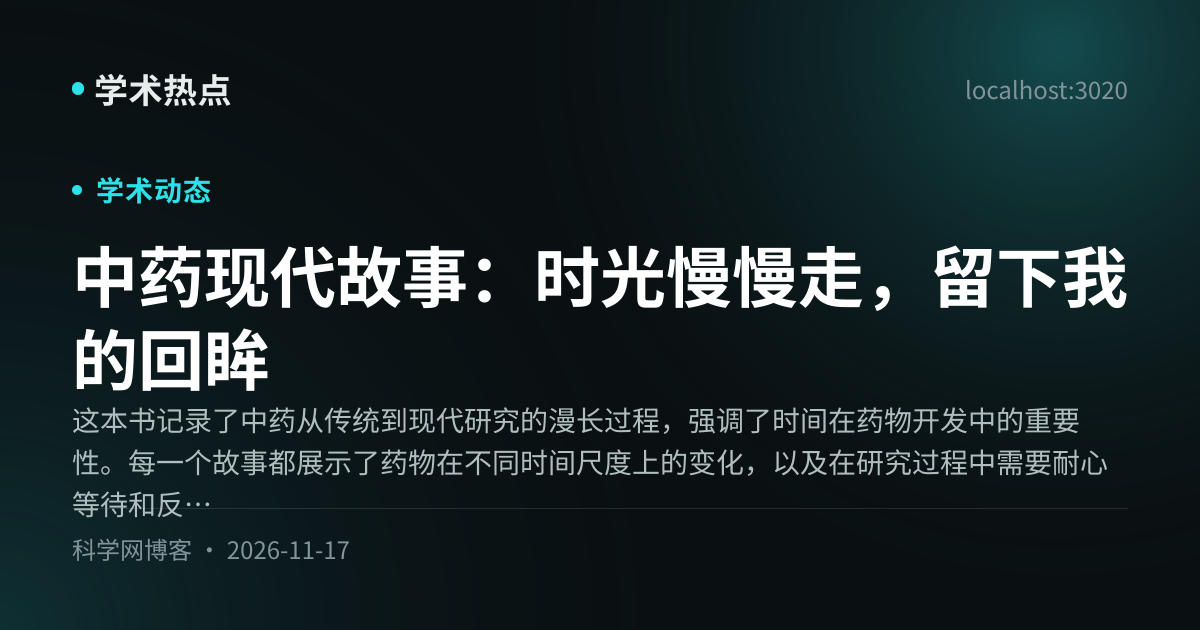 学术热点
localhost:3020
学术动态
中药现代故事：时光慢慢走，留下我
的回眸
这本书记录了中药从传统到现代研究的漫长过程，强调了时间在药物开发中的重要
性。每一个故事都展示了药物在不同时间尺度上的变化，以及在研究过程中需要耐心
等待和反…
科学网博客 • 2026-11-17